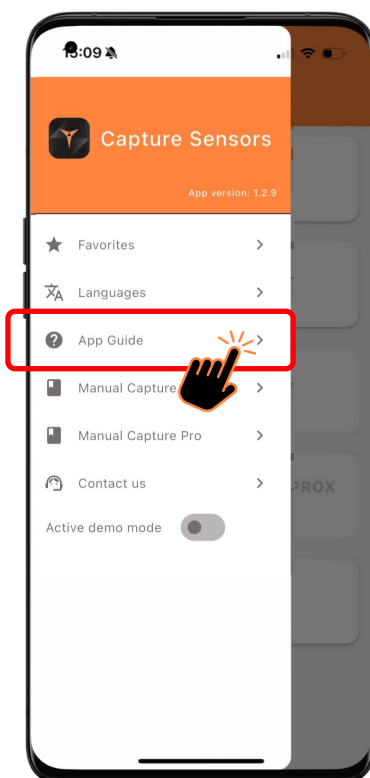 13:09
Capture Sensors
App version: 1.2.9
Favorites
Languages
App Guide
Manual Capture
Manual Capture Pro
Contact us
PROX
Active demo mode